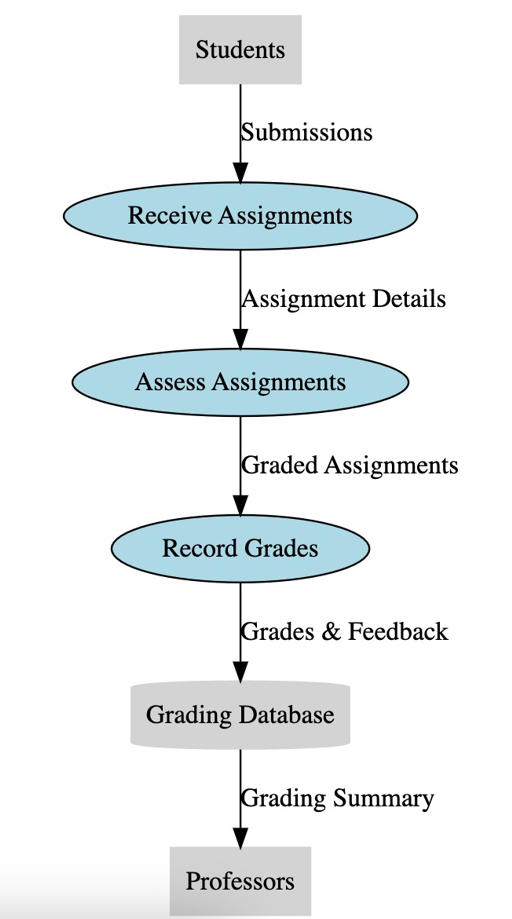 Students
Submissions
Receive Assignments
Assignment Details
Assess Assignments
Graded Assignments
Record Grades
Grades & Feedback
Grading Database
Grading Summary
Professors